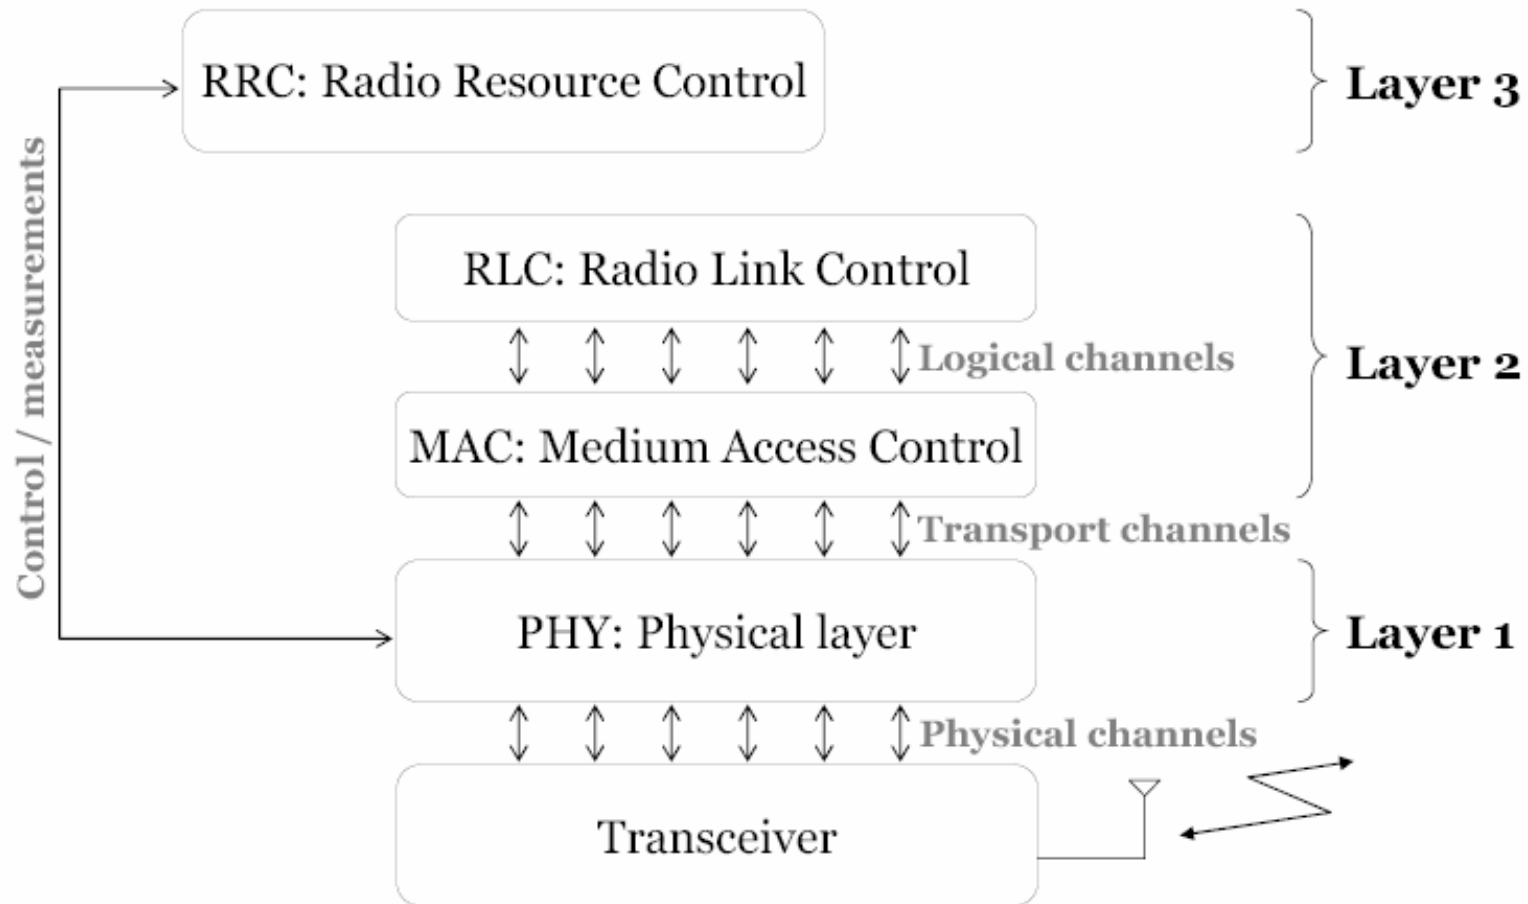 RRC: Radio Resource Control
Layer 3
Control / measurements
RLC: Radio Link Control
Logical channels
Layer 2
MAC: Medium Access Control
Transport channels
PHY: Physical layer
Layer 1
Physical channels
Transceiver